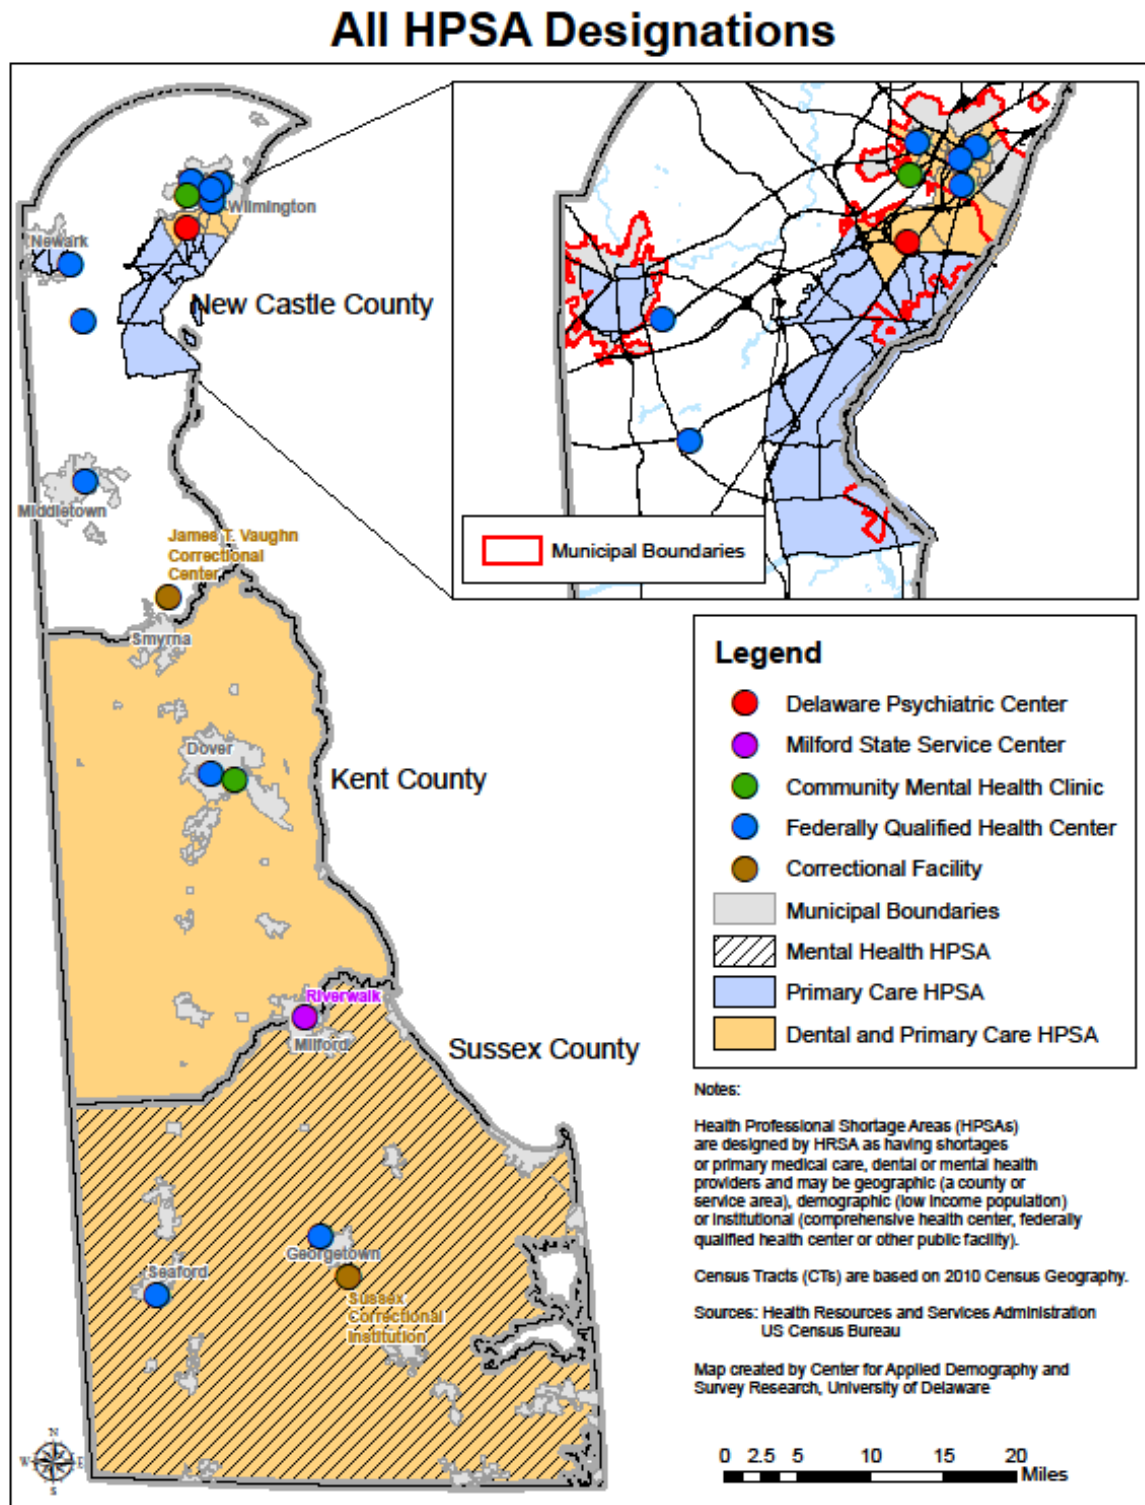 All HPSA Designations
Wilmington
Newark
New Castle County
Middletown
James T. Vaughn
Correctional
Center
Smyrna
Dover
Kent County
Riverwalk
Milford
Sussex County
Georgetown
Seaford
Sussex
Correctional
Institution
N
W
E
S
Municipal Boundaries
Legend
Delaware Psychiatric Center
Milford State Service Center
Community Mental Health Clinic
Federally Qualified Health Center
Correctional Facility
Municipal Boundaries
Mental Health HPSA
Primary Care HPSA
Dental and Primary Care HPSA
Notes:
Health Professional Shortage Areas (HPSAs)
are designed by HRSA as having shortages
or primary medical care, dental or mental health
providers and may be geographic (a county or
service area), demographic (low income population)
or institutional (comprehensive health center, federally
qualified health center or other public facility).
Census Tracts (CTs) are based on 2010 Census Geography.
Sources: Health Resources and Services Administration
US Census Bureau
Map created by Center for Applied Demography and
Survey Research, University of Delaware
0 2.5 5 10 15 20
Miles